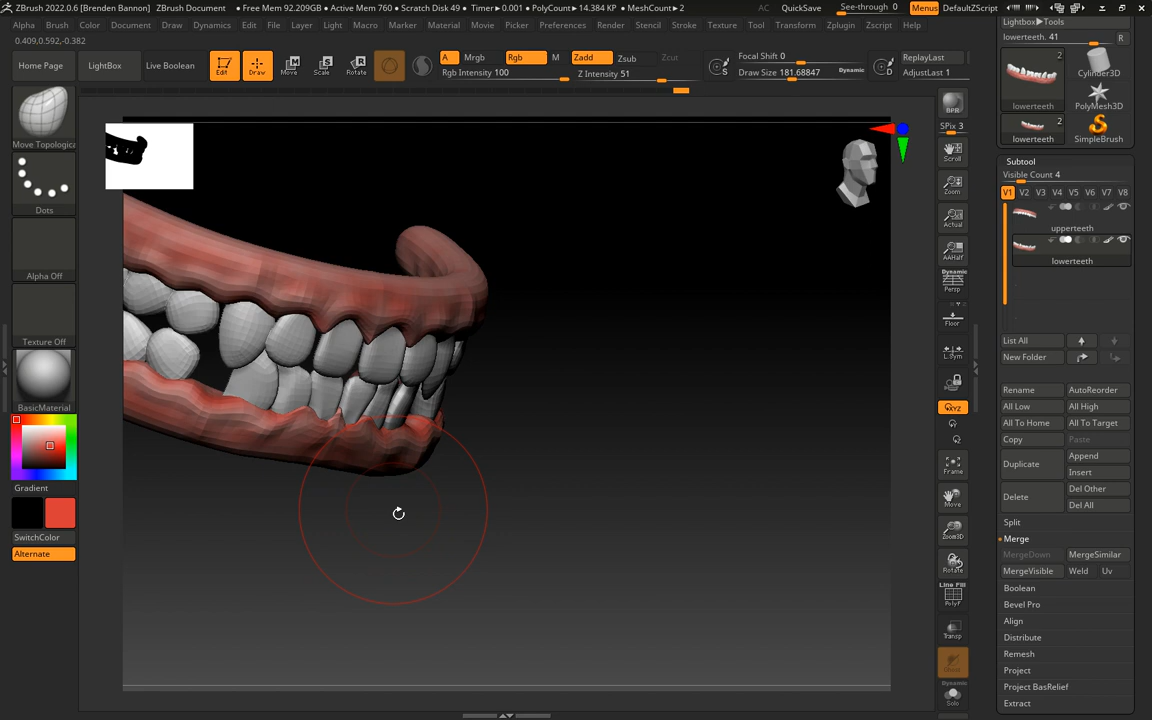 ZBrush 2022.0.6 [Brenden Bannon] ZBrush Document ● Free Mem 92.209GB ● Active Mem 760 ● Scratch Disk 49 ● Timer►0.001 ● PolyCount►14.384 KP ● MeshCount►2
AC QuickSave See-through 0 Menus DefaultZScript
Alpha Brush Color Document Draw Dynamics Edit File Layer Light Macro Marker Material Movie Picker Preferences Render Stencil Stroke Texture Tool Transform Zplugin Zscript Help
0.409,0.592,-0.382
Home Page
LightBox
Live Boolean
Edit
Draw
Move
Scale
Rotate
A Mrgb Rgb M Zadd Zsub Zcut
Rgb Intensity 100 Z Intensity 51
Focal Shift 0
Draw Size 181.68847 Dynamic
S
D
ReplayLast
AdjustLast 1
Move Topologica
Dots
Alpha Off
Texture Off
BasicMaterial
Gradient
SwitchColor
Alternate
BPR
SPix 3
Scroll
Zoom
Actual
AAHalf
Dynamic
Persp
Floor
L.Sym
XYZ
Frame
Move
Zoom3D
Rotate
Line Fill
PolyF
Transp
Ghost
Dynamic
Solo
Lightbox►Tools
lowerteeth. 41 R
2
lowerteeth
Cylinder3D
PolyMesh3D
2
lowerteeth
SimpleBrush
Subtool
Visible Count 4
V1 V2 V3 V4 V5 V6 V7 V8
upperteeth
lowerteeth
List All
New Folder
Rename AutoReorder
All Low All High
All To Home All To Target
Copy Paste
Duplicate Append
Insert
Delete Del Other
Del All
Split
Merge
MergeDown MergeSimilar
MergeVisible Weld Uv
Boolean
Bevel Pro
Align
Distribute
Remesh
Project
Project BasRelief
Extract